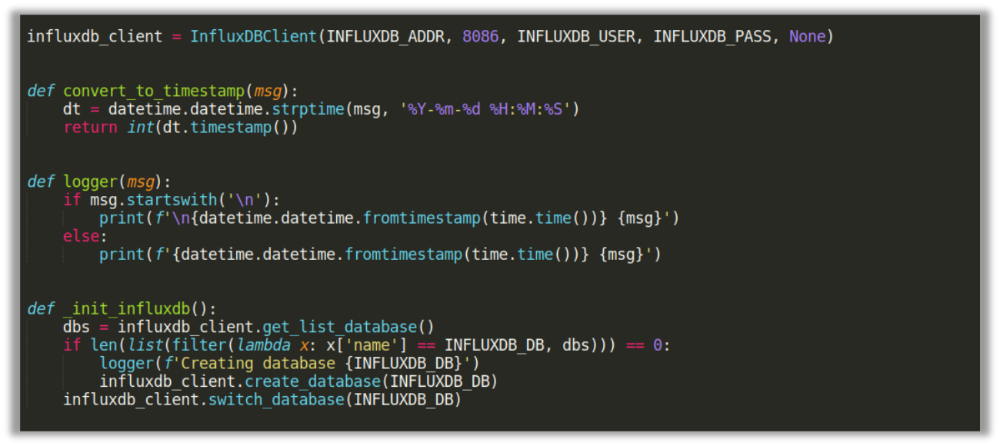 influxdb_client = InfluxDBClient(INFLUXDB_ADDR, 8086, INFLUXDB_USER, INFLUXDB_PASS, None)
def convert_to_timestamp(msg):
    dt = datetime.datetime.strptime(msg, '%Y-%m-%d %H:%M:%S')
    return int(dt.timestamp())
def logger(msg):
    if msg.startswith('\n'):
        print(f'\n{datetime.datetime.fromtimestamp(time.time())} {msg}')
    else:
        print(f'{datetime.datetime.fromtimestamp(time.time())} {msg}')
def _init_influxdb():
    dbs = influxdb_client.get_list_database()
    if len(list(filter(lambda x: x['name'] == INFLUXDB_DB, dbs))) == 0:
        logger(f'Creating database {INFLUXDB_DB}')
        influxdb_client.create_database(INFLUXDB_DB)
    influxdb_client.switch_database(INFLUXDB_DB)